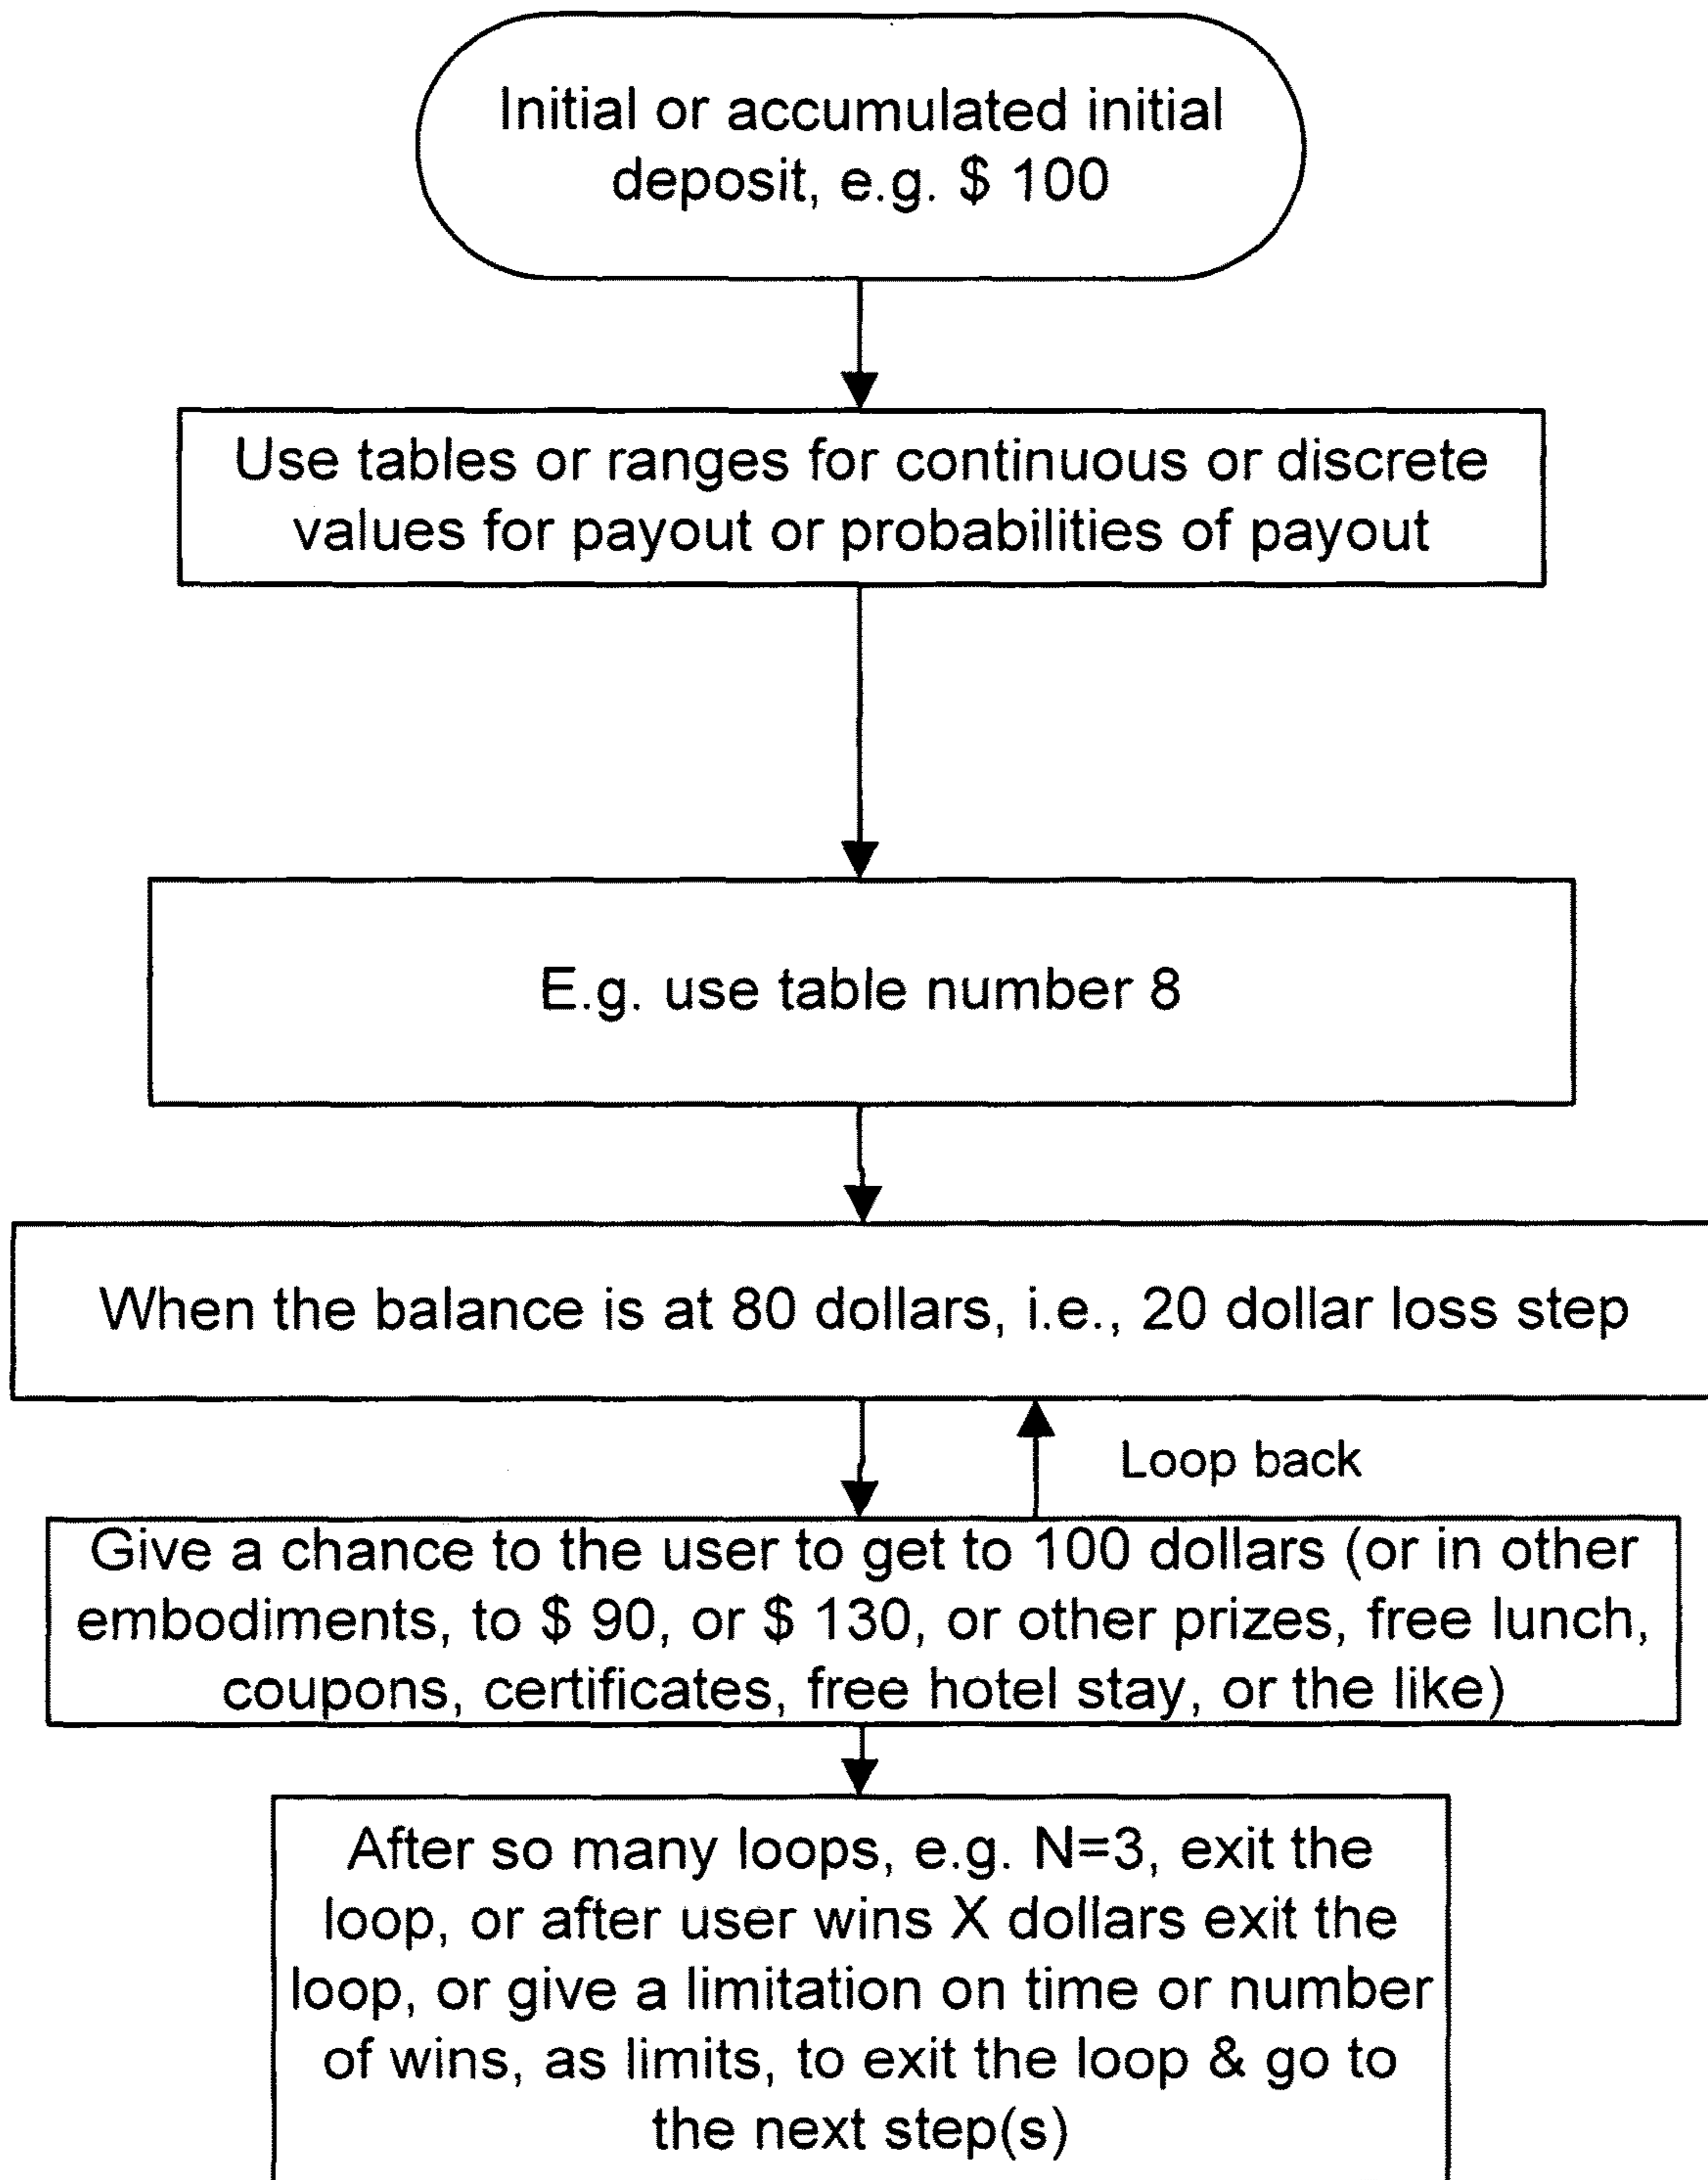 Initial or accumulated initial
deposit, e.g. $ 100
Use tables or ranges for continuous or discrete
values for payout or probabilities of payout
E.g. use table number 8
When the balance is at 80 dollars, i.e., 20 dollar loss step
Loop back
Give a chance to the user to get to 100 dollars (or in other
embodiments, to $ 90, or $ 130, or other prizes, free lunch,
coupons, certificates, free hotel stay, or the like)
After so many loops, e.g. N=3, exit the
loop, or after user wins X dollars exit the
loop, or give a limitation on time or number
of wins, as limits, to exit the loop & go to
the next step(s)